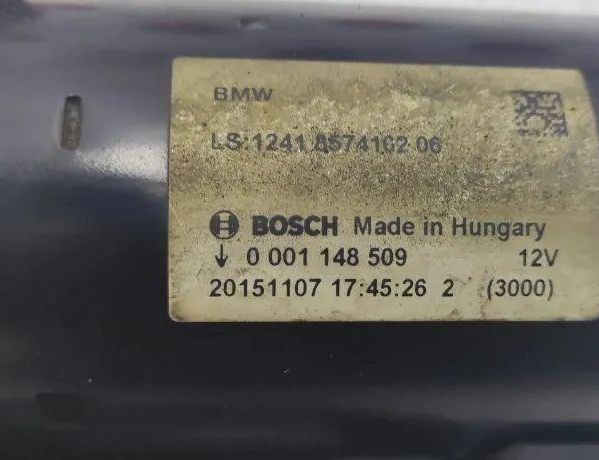 BMW
LS:1241 8574102 06
BOSCH Made in Hungary
↓ 0 001 148 509 12V
20151107 17:45:26 2 (3000)